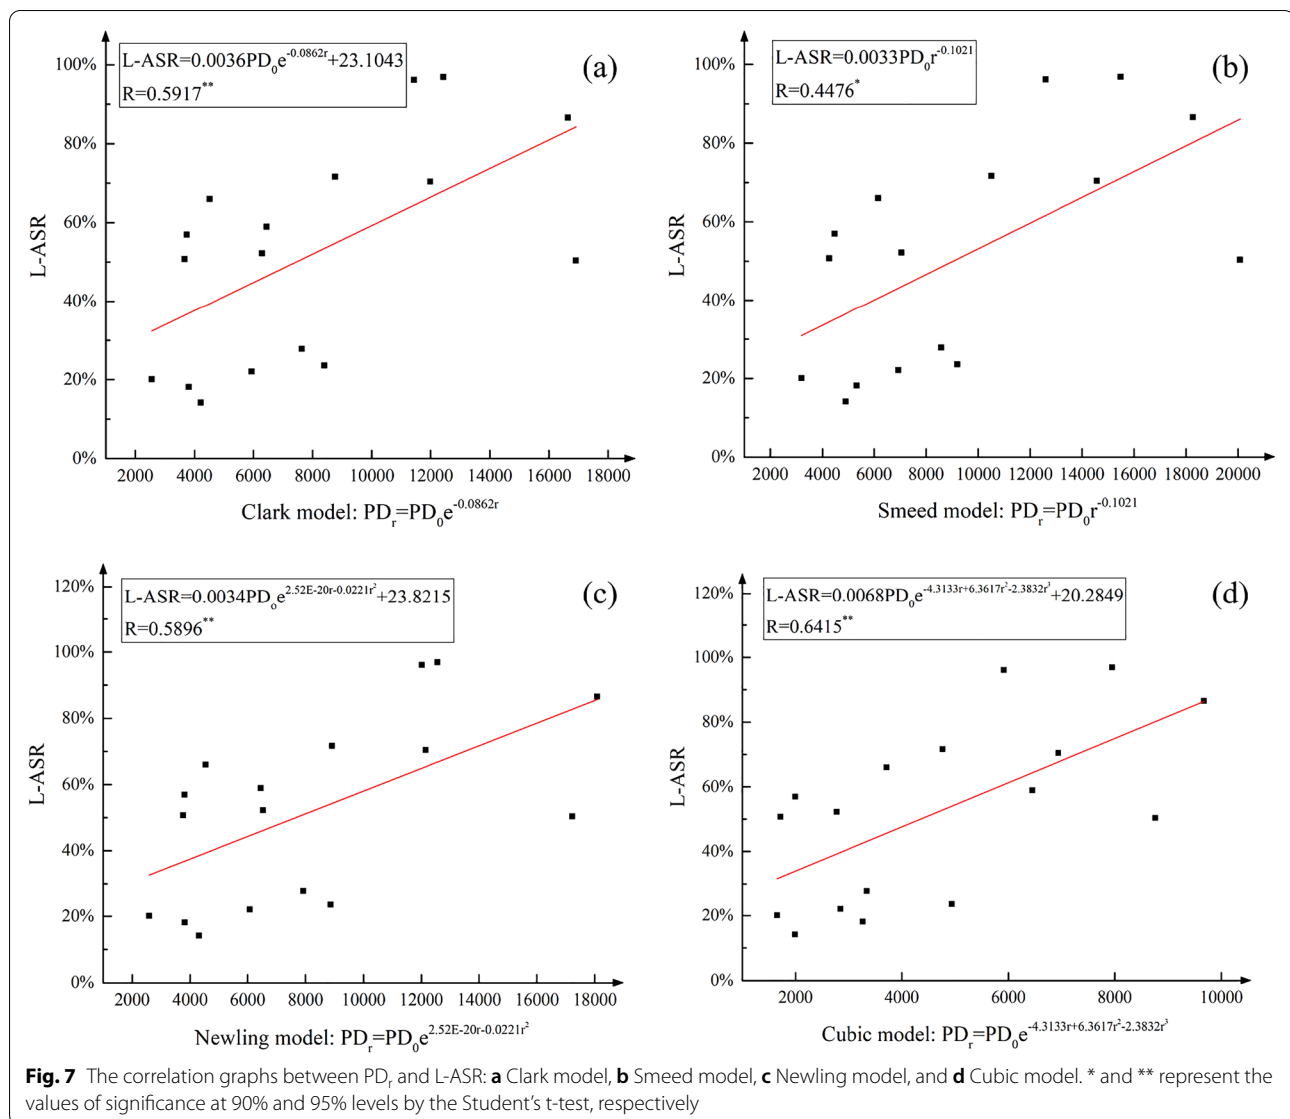 L-ASR=0.0036PD₀e^-0.0862r+23.1043
R=0.5917**
(a)
100%
80%
60%
40%
20%
0%
L-ASR
2000 4000 6000 8000 10000 12000 14000 16000 18000
Clark model: PDᵣ=PD₀e^-0.0862r
L-ASR=0.0033PD₀r^-0.1021
R=0.4476*
(b)
100%
80%
60%
40%
20%
0%
L-ASR
2000 4000 6000 8000 10000 12000 14000 16000 18000 20000
Smeed model: PDᵣ=PD₀r^-0.1021
L-ASR=0.0034PDₒe^2.52E-20r-0.0221r²+23.8215
R=0.5896**
(c)
120%
100%
80%
60%
40%
20%
0%
L-ASR
2000 4000 6000 8000 10000 12000 14000 16000 18000
Newling model: PDᵣ=PD₀e^2.52E-20r-0.0221r²
L-ASR=0.0068PD₀e^-4.3133r+6.3617r²-2.3832r³+20.2849
R=0.6415**
(d)
120%
100%
80%
60%
40%
20%
0%
L-ASR
2000 4000 6000 8000 10000
Cubic model: PDᵣ=PD₀e^-4.3133r+6.3617r²-2.3832r³
Fig. 7 The correlation graphs between PDᵣ and L-ASR: a Clark model, b Smeed model, c Newling model, and d Cubic model. * and ** represent the
values of significance at 90% and 95% levels by the Student's t-test, respectively